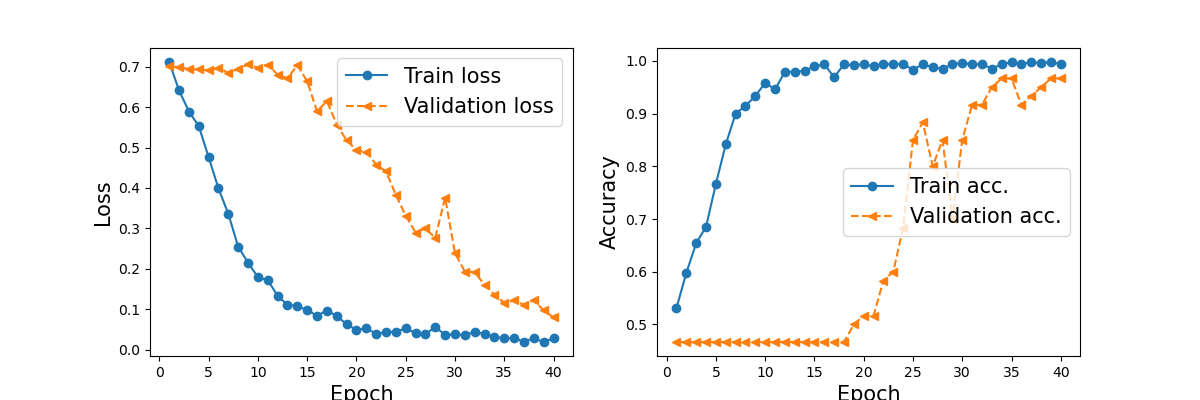 Loss
0.7
0.6
0.5
0.4
0.3
0.2
0.1
0.0
Train loss
Validation loss
0 5 10 15 20 25 30 35 40
Epoch
Accuracy
1.0
0.9
0.8
0.7
0.6
0.5
Train acc.
Validation acc.
0 5 10 15 20 25 30 35 40
Epoch